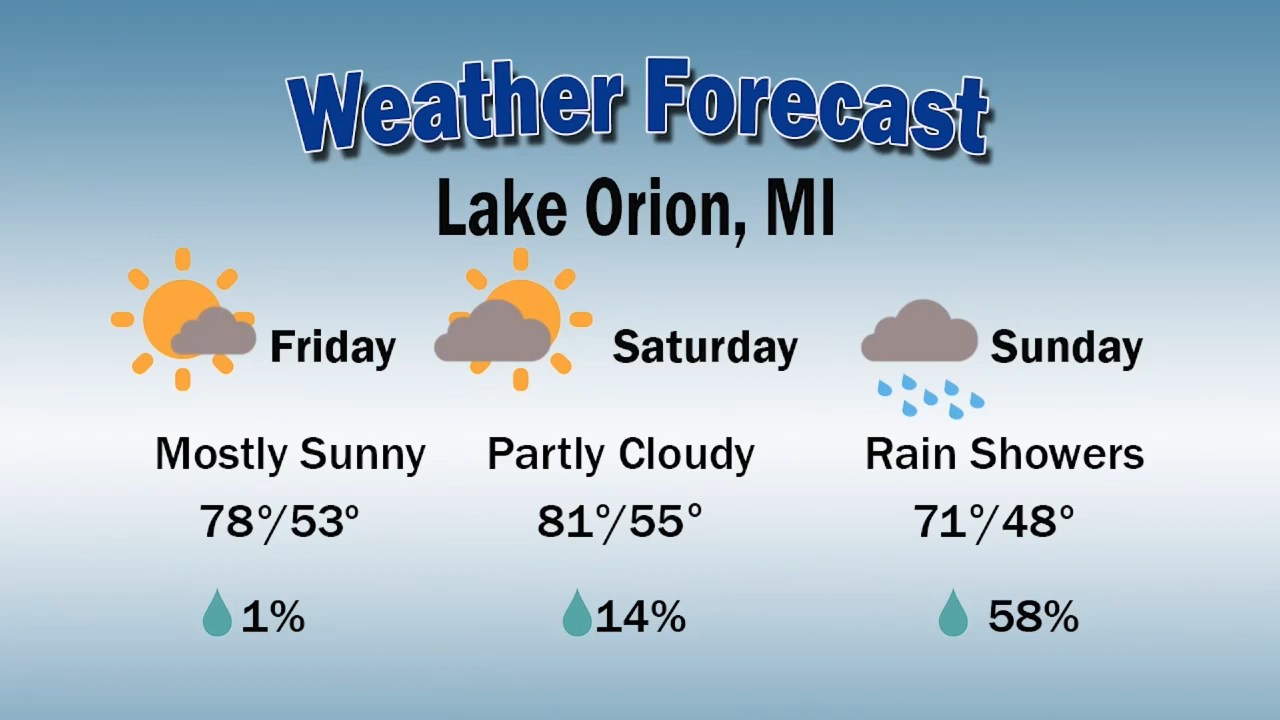 Weather Forecast
Lake Orion, MI
Friday
Mostly Sunny
78°/53°
1%
Saturday
Partly Cloudy
81°/55°
14%
Sunday
Rain Showers
71°/48°
58%